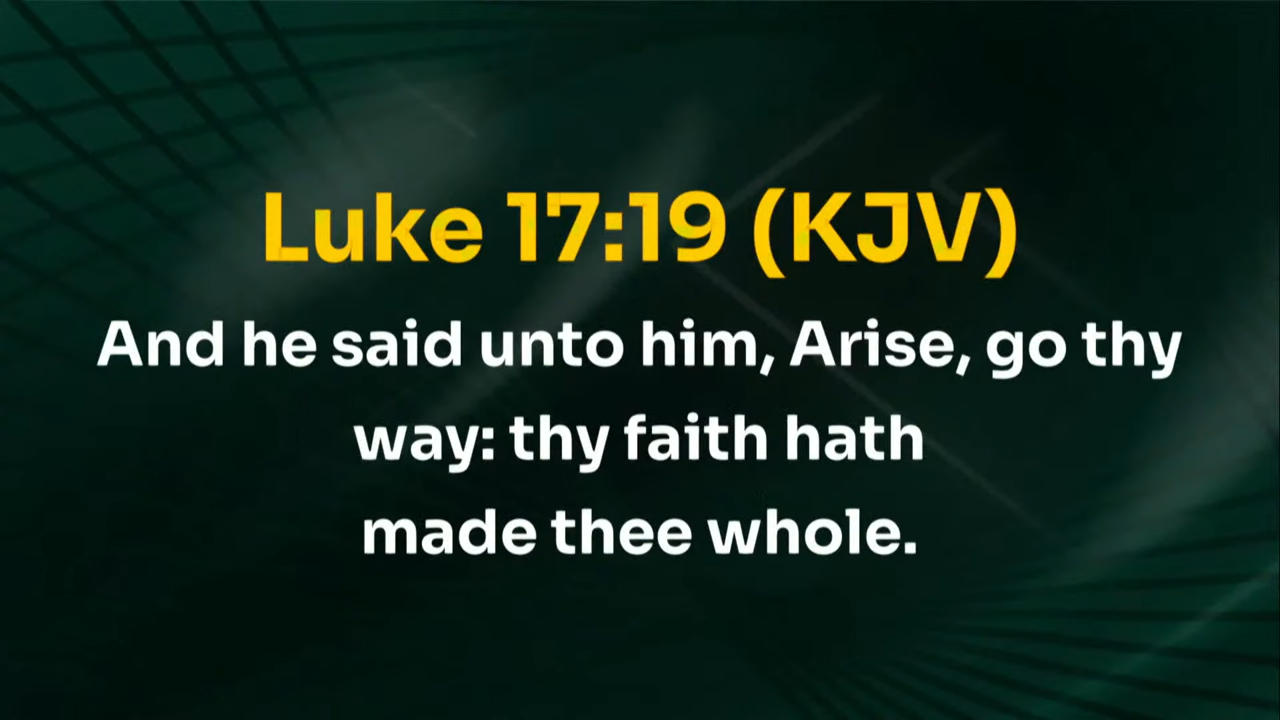 Luke 17:19 (KJV)
And he said unto him, Arise, go thy
way: thy faith hath
made thee whole.